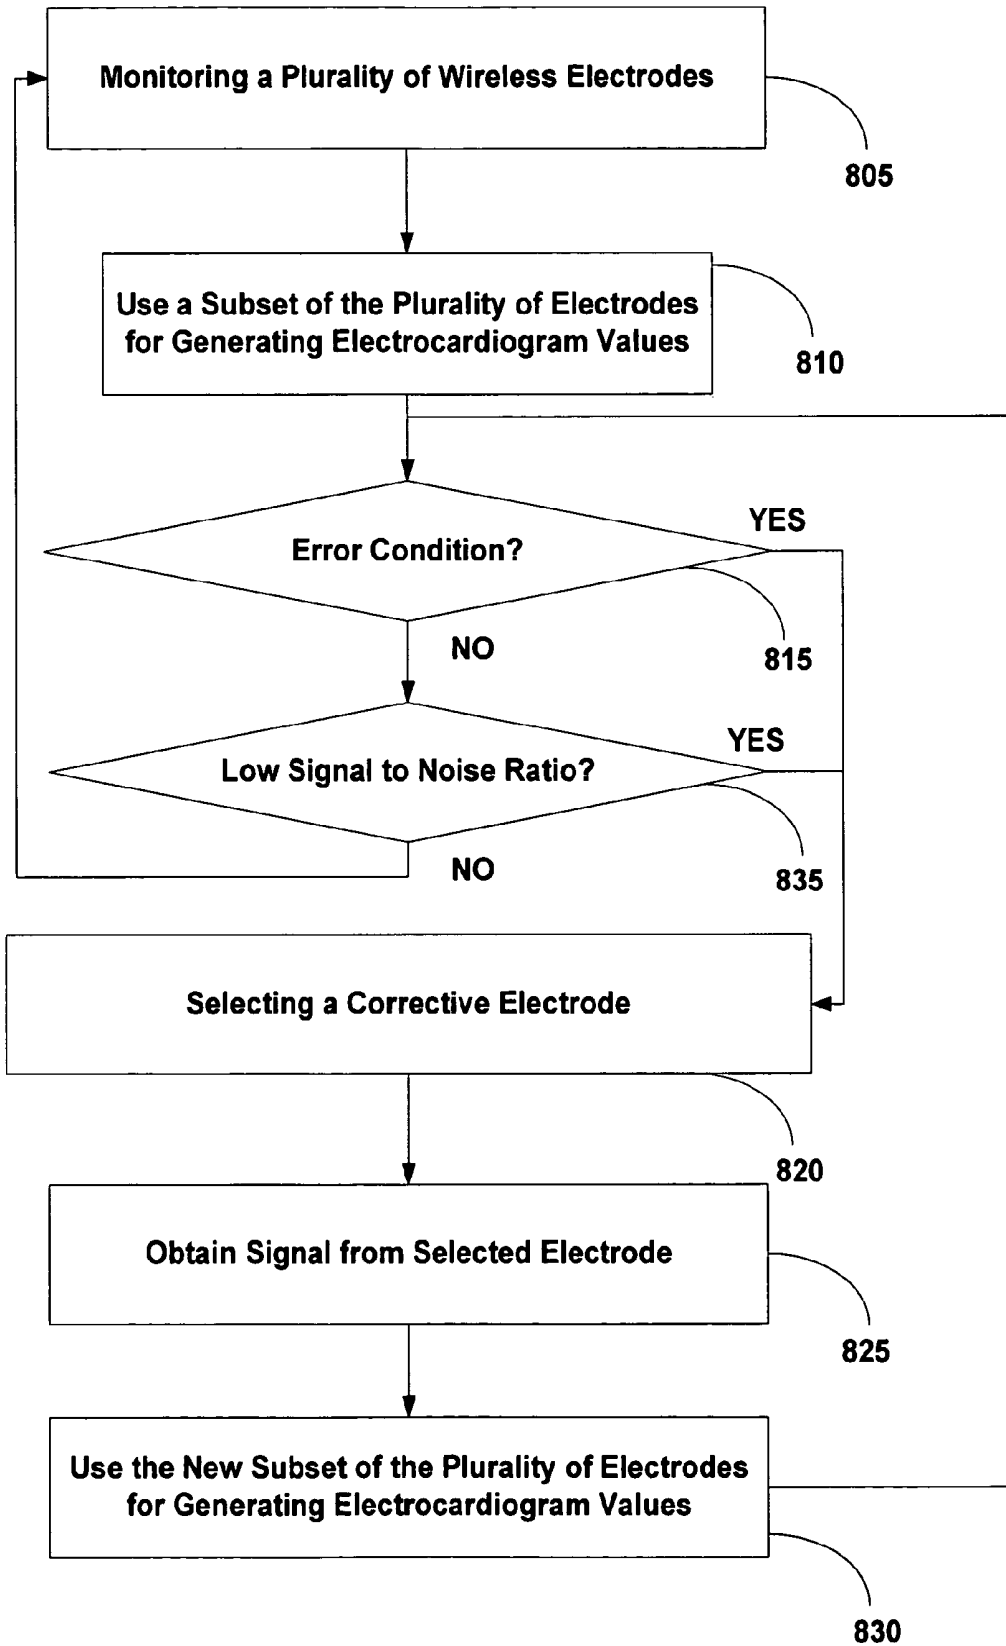 Monitoring a Plurality of Wireless Electrodes
805
Use a Subset of the Plurality of Electrodes
for Generating Electrocardiogram Values
810
YES
Error Condition?
NO
815
YES
Low Signal to Noise Ratio?
NO
835
Selecting a Corrective Electrode
820
Obtain Signal from Selected Electrode
825
Use the New Subset of the Plurality of Electrodes
for Generating Electrocardiogram Values
830